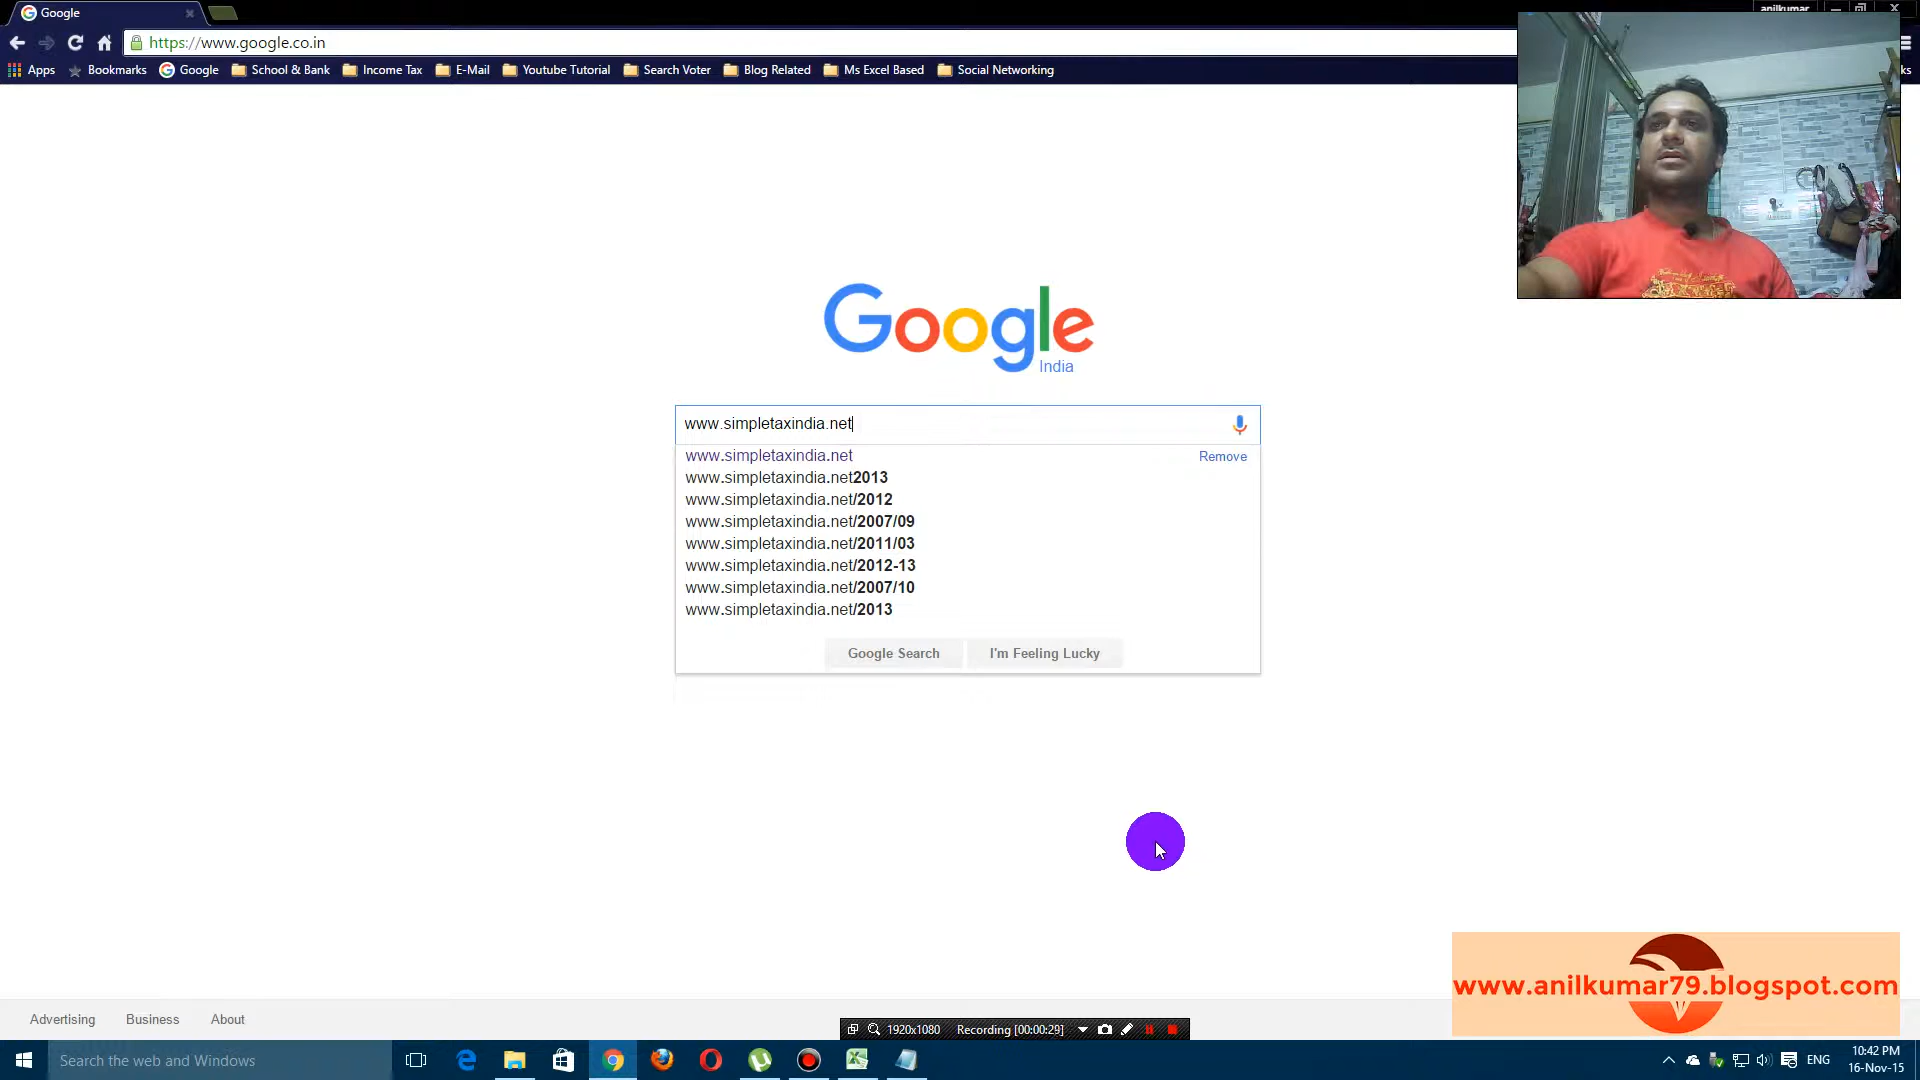 Google
anilkumar
https://www.google.co.in
Apps Bookmarks Google School & Bank Income Tax E-Mail Youtube Tutorial Search Voter Blog Related Ms Excel Based Social Networking ks
Google
India
www.simpletaxindia.net
www.simpletaxindia.net Remove
www.simpletaxindia.net2013
www.simpletaxindia.net/2012
www.simpletaxindia.net/2007/09
www.simpletaxindia.net/2011/03
www.simpletaxindia.net/2012-13
www.simpletaxindia.net/2007/10
www.simpletaxindia.net/2013
Google Search I'm Feeling Lucky
www.anilkumar79.blogspot.com
Advertising Business About
1920x1080 Recording [00:00:29]
Search the web and Windows
ENG
10:42 PM
16-Nov-15